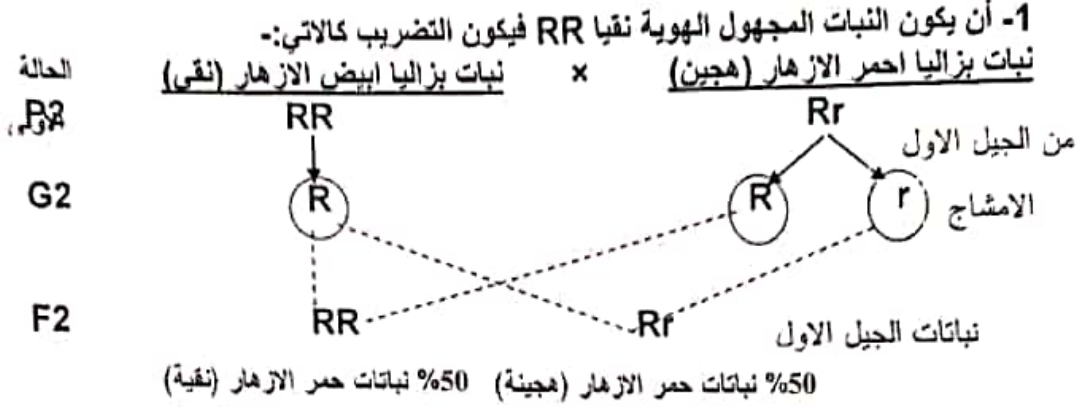 1- أن يكون النبات المجهول الهوية نقيا RR فيكون التضريب كالاتي:-
نبات بزاليا احمر الازهار (هجين) × نبات بزاليا ابيض الازهار (نقي) الحالة
Rr RR P2
من الجيل الاول
الامشاج r R R G2
نباتات الجيل الاول Rr RR F2
50% نباتات حمر الازهار (هجينة) 50% نباتات حمر الازهار (نقية)